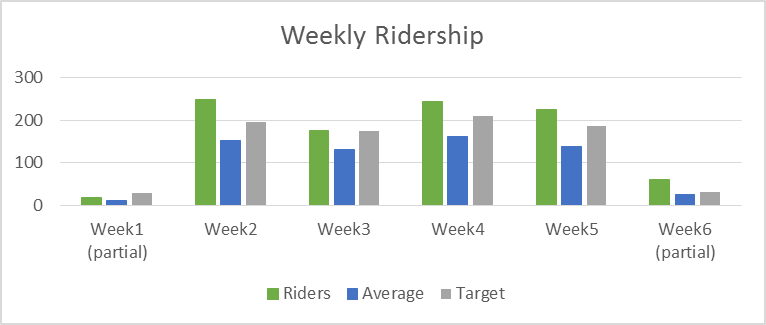 Weekly Ridership
300
200
100
0
Week1 Week2 Week3 Week4 Week5 Week6
(partial) (partial)
Riders Average Target